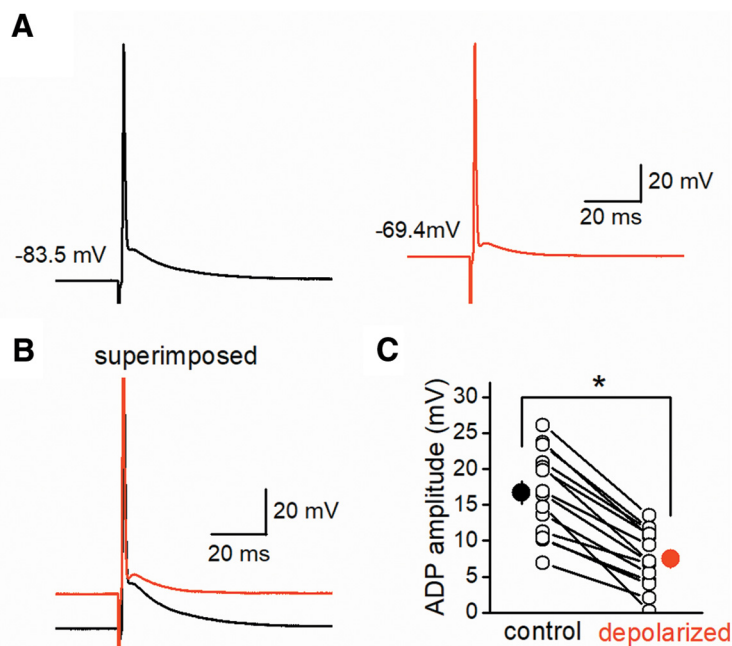 A
-83.5 mV
-69.4mV
20 mV
20 ms
B
superimposed
20 mV
20 ms
C
*
ADP amplitude (mV)
30
25
20
15
10
5
0
control
depolarized